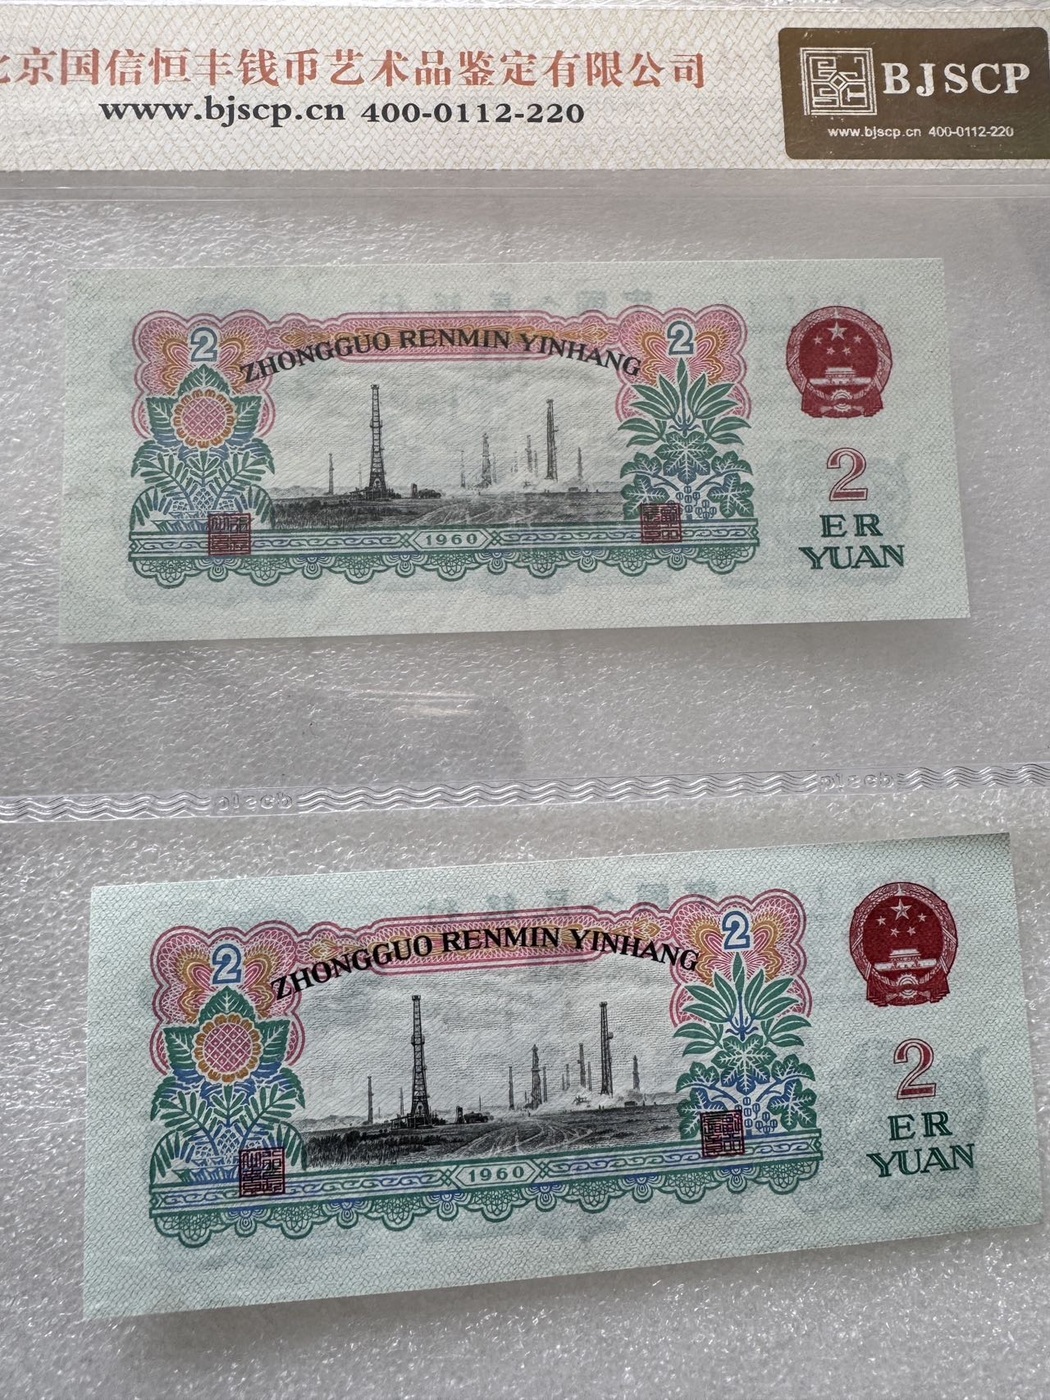 北京国信恒丰钱币艺术品鉴定有限公司
www.bjscp.cn 400-0112-220
BJSCP
www.bjscp.cn 400-0112-220
2
ZHONGGUO RENMIN YINHANG
2
1960
2
ER
YUAN
2
ZHONGGUO RENMIN YINHANG
2
1960
2
ER
YUAN